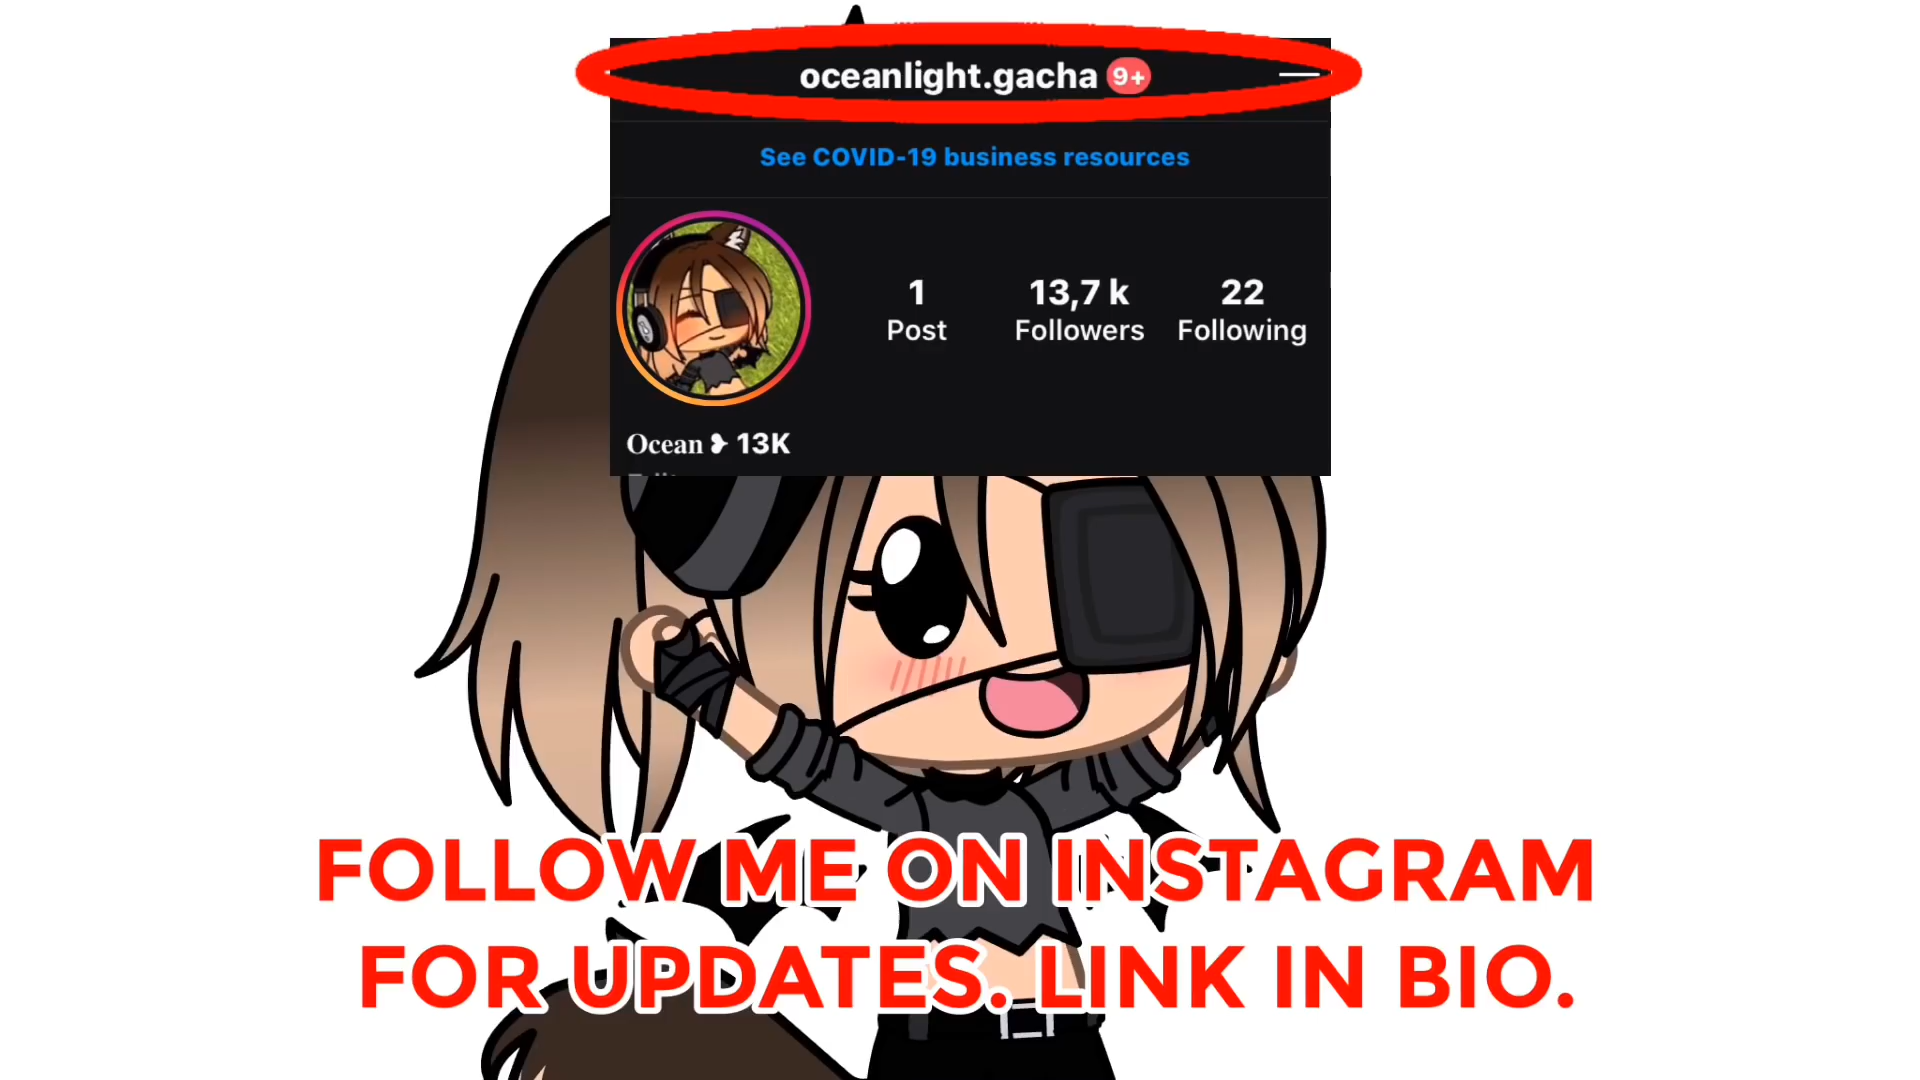 oceanlight.gacha 9+
See COVID-19 business resources
1 13,7 k 22
Post Followers Following
Ocean ❥ 13K
FOLLOW ME ON INSTAGRAM
FOR UPDATES. LINK IN BIO.